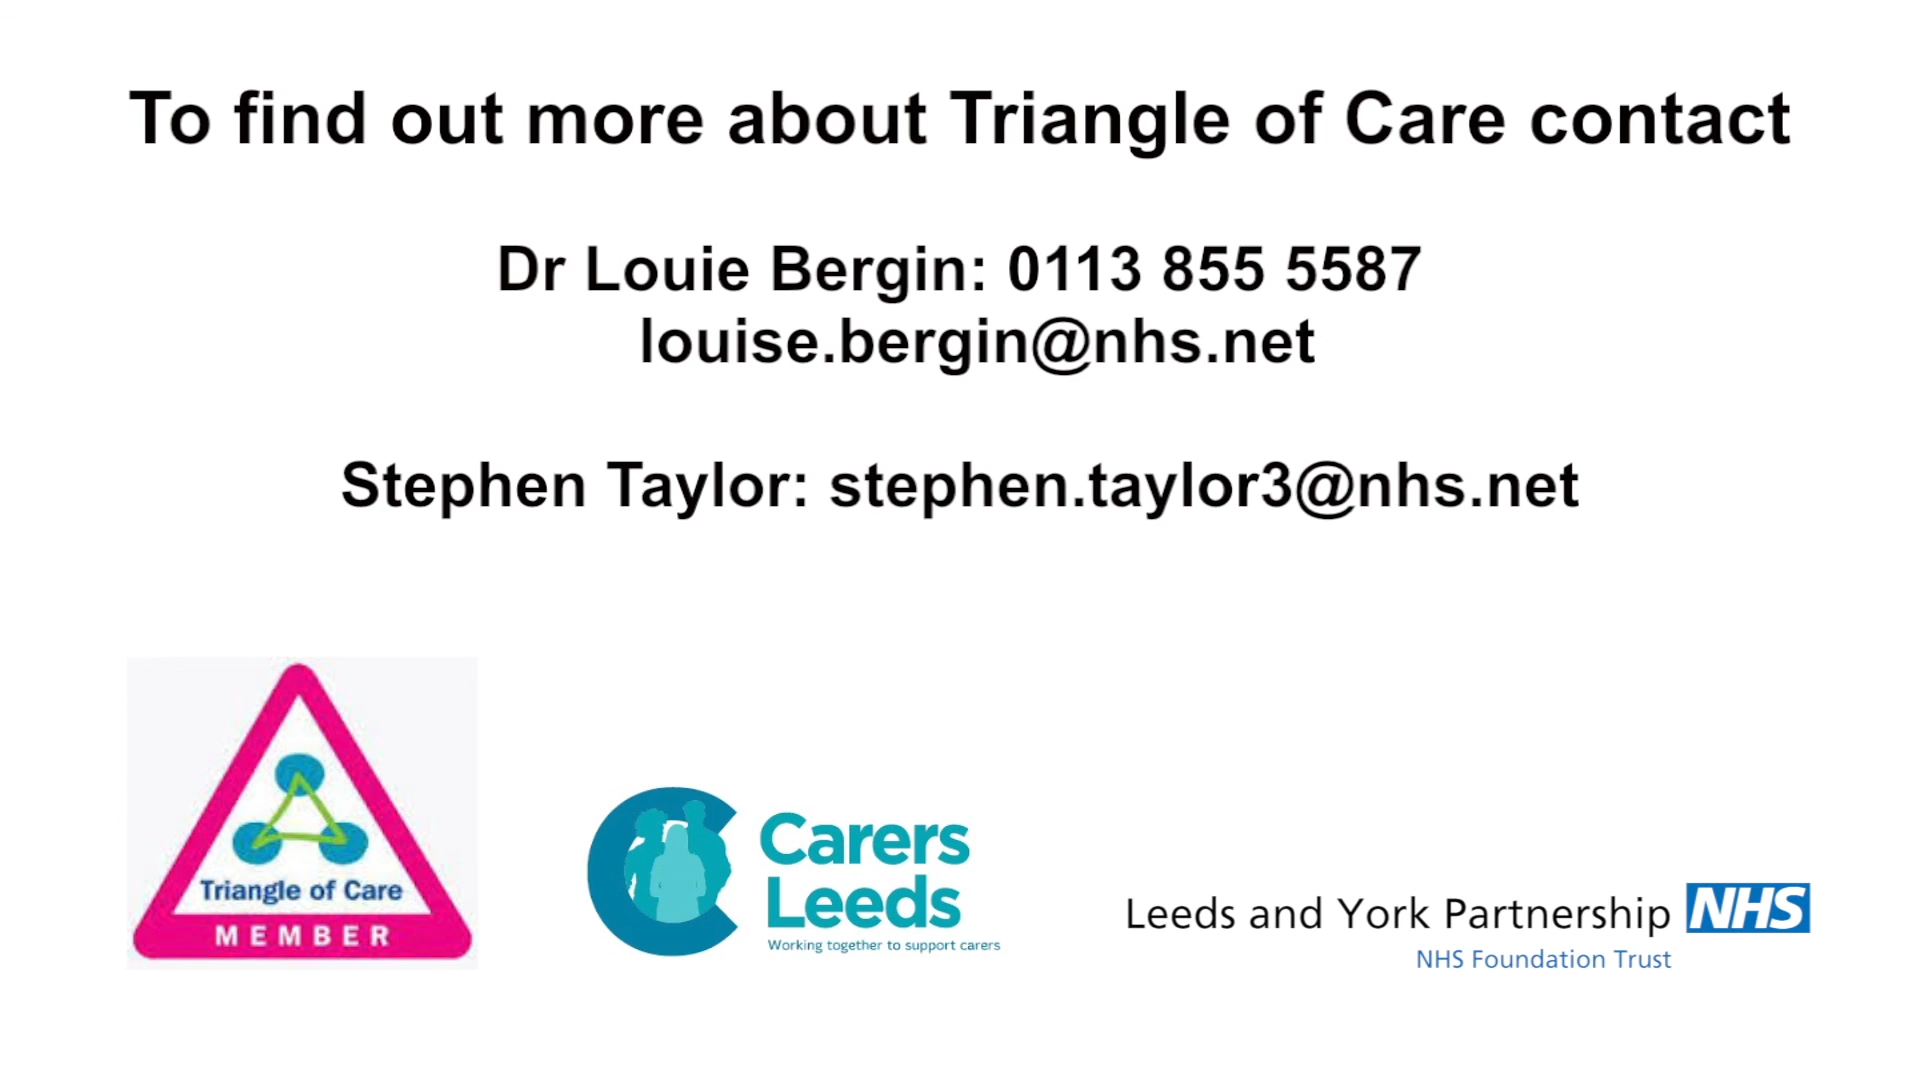 To find out more about Triangle of Care contact
Dr Louie Bergin: 0113 855 5587
louise.bergin@nhs.net
Stephen Taylor: stephen.taylor3@nhs.net
Triangle of Care
MEMBER
Carers
Leeds
Working together to support carers
Leeds and York Partnership NHS
NHS Foundation Trust